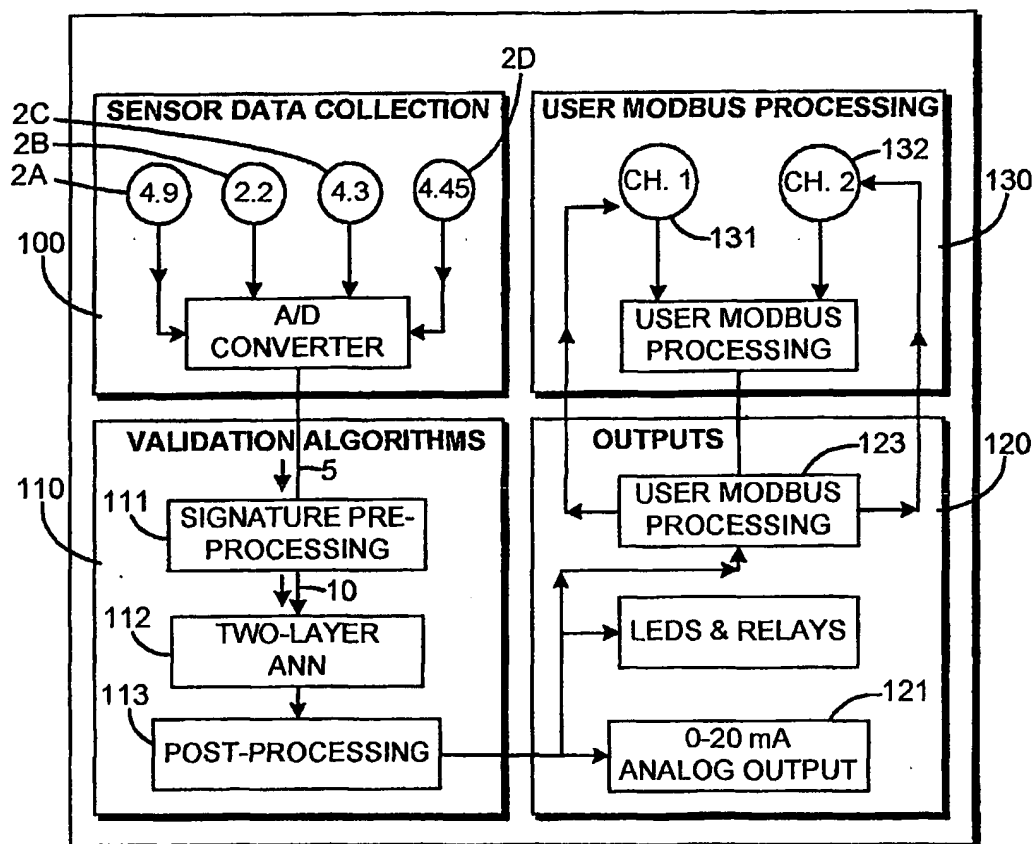 2D
SENSOR DATA COLLECTION
USER MODBUS PROCESSING
2C
2B
2A
4.9
2.2
4.3
4.45
CH. 1
CH. 2
132
131
130
100
A/D
CONVERTER
USER MODBUS
PROCESSING
VALIDATION ALGORITHMS
OUTPUTS
5
123
120
110
111
SIGNATURE PRE-
PROCESSING
USER MODBUS
PROCESSING
10
112
TWO-LAYER
ANN
LEDS & RELAYS
113
121
POST-PROCESSING
0-20 mA
ANALOG OUTPUT